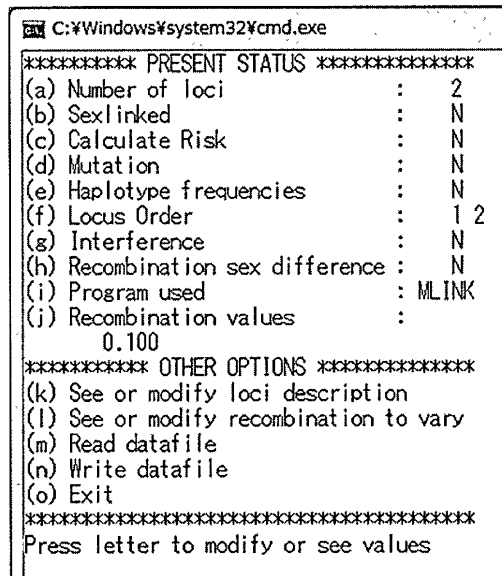 C:¥Windows¥system32¥cmd.exe
********** PRESENT STATUS **************
(a) Number of loci : 2
(b) Sexlinked : N
(c) Calculate Risk : N
(d) Mutation : N
(e) Haplotype frequencies : N
(f) Locus Order : 1 2
(g) Interference : N
(h) Recombination sex difference : N
(i) Program used : MLINK
(j) Recombination values :
0.100
*********** OTHER OPTIONS **************
(k) See or modify loci description
(l) See or modify recombination to vary
(m) Read datafile
(n) Write datafile
(o) Exit
****************************************
Press letter to modify or see values